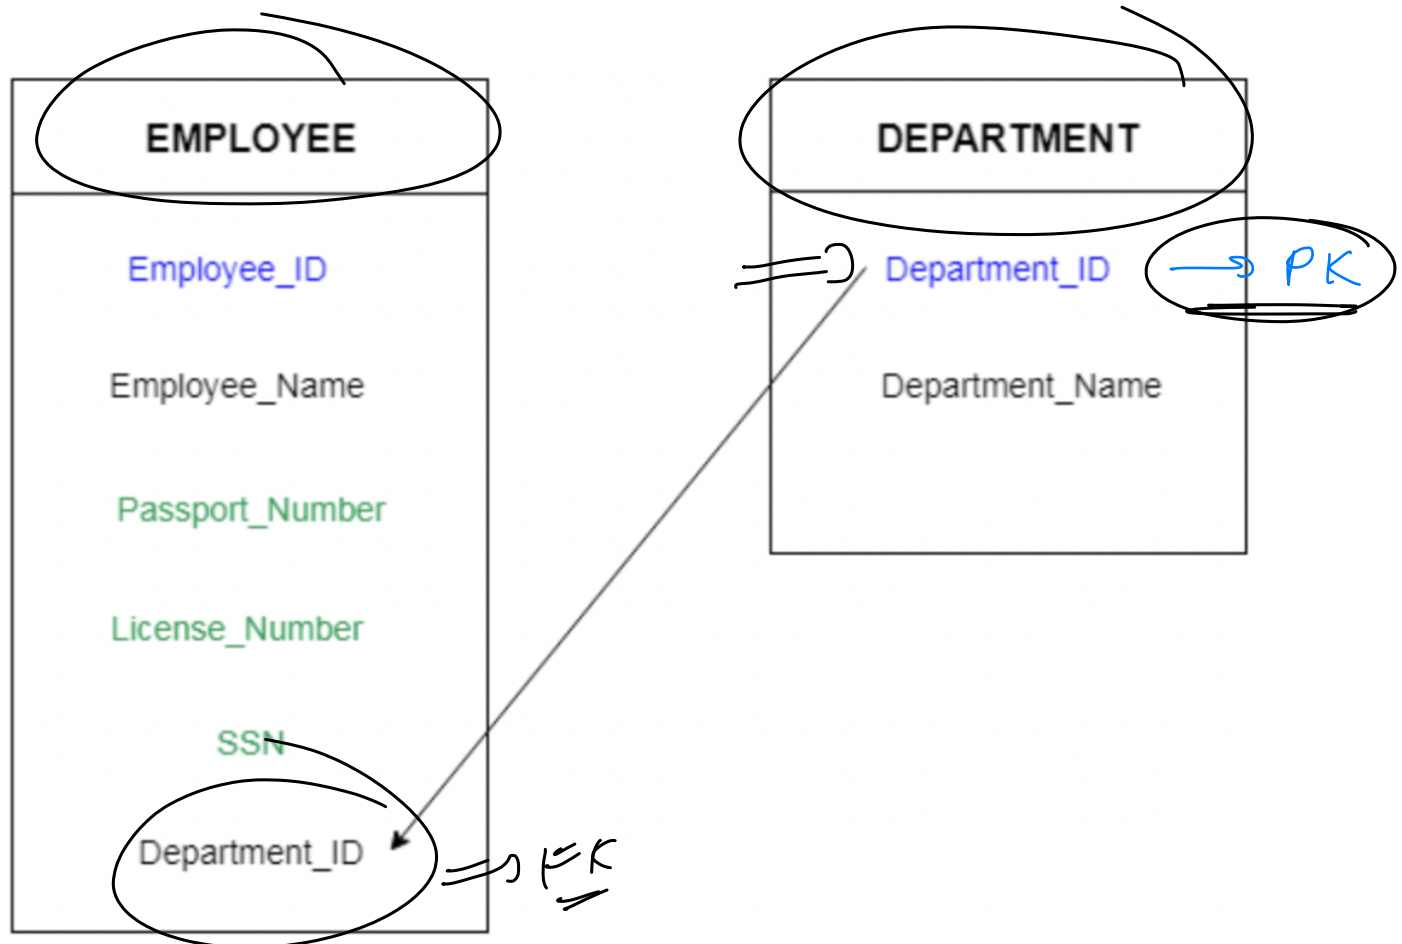 EMPLOYEE
Employee_ID
Employee_Name
Passport_Number
License_Number
SSN
Department_ID
FK
DEPARTMENT
Department_ID
PK
Department_Name